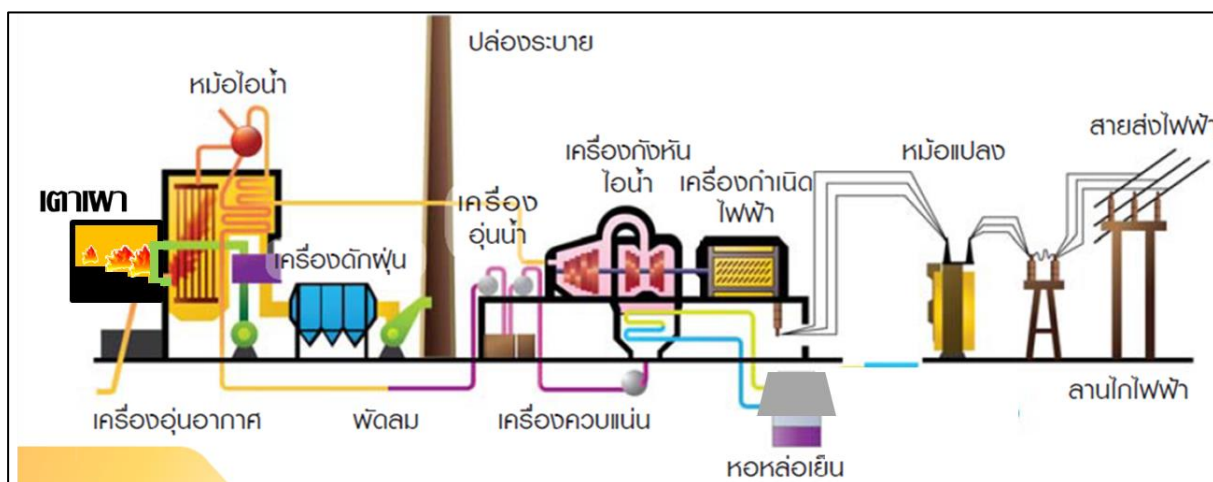 ปล่องระบาย
หม้อไอน้ำ
สายส่งไฟฟ้า
เครื่องกังหัน
ไอน้ำ
เครื่องกำเนิด
ไฟฟ้า
หม้อแปลง
เตาเผา
เครื่อง
อุ่นน้ำ
เครื่องดักฝุ่น
เครื่องอุ่นอากาศ
พัดลม
เครื่องควบแน่น
หอหล่อเย็น
ลานไกไฟฟ้า